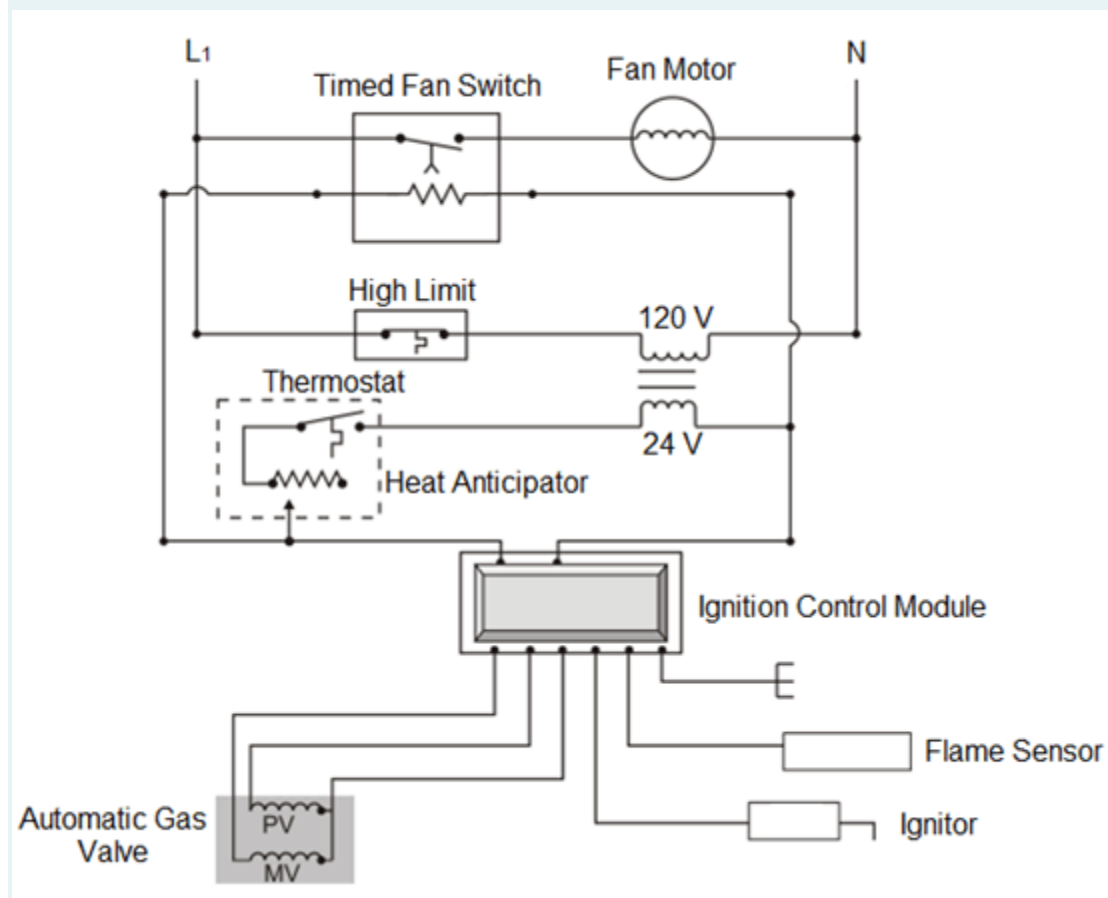 L1
N
Timed Fan Switch
Fan Motor
High Limit
120 V
Thermostat
24 V
Heat Anticipator
Ignition Control Module
Flame Sensor
Automatic Gas
Valve
PV
MV
Ignitor